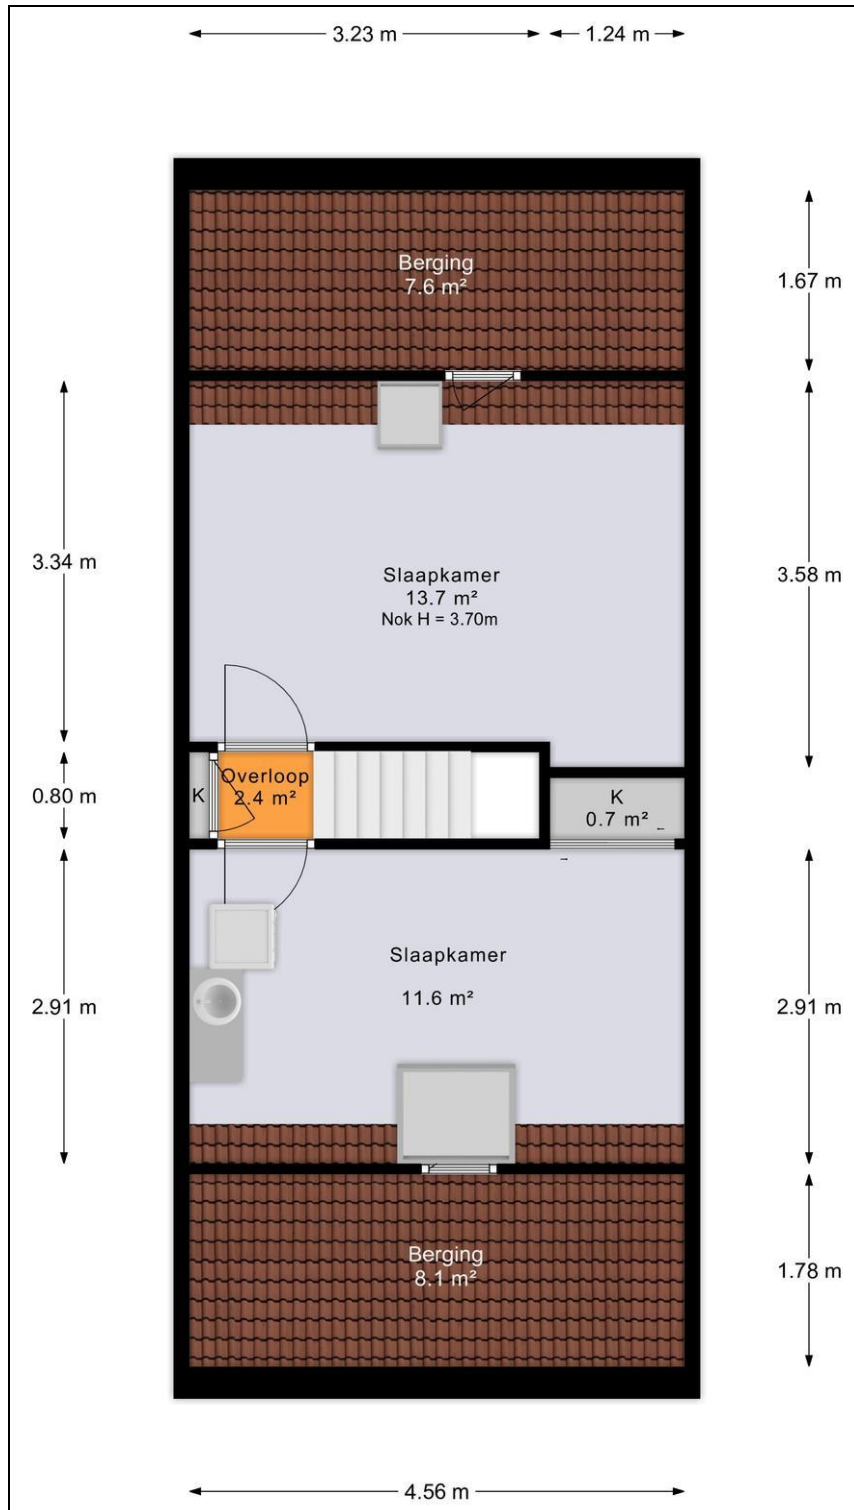 3.23 m
1.24 m
Berging
7.6 m²
1.67 m
3.34 m
Slaapkamer
13.7 m²
Nok H = 3.70m
3.58 m
0.80 m
K
Overloop
2.4 m²
K
0.7 m²
2.91 m
Slaapkamer
11.6 m²
2.91 m
Berging
8.1 m²
1.78 m
4.56 m